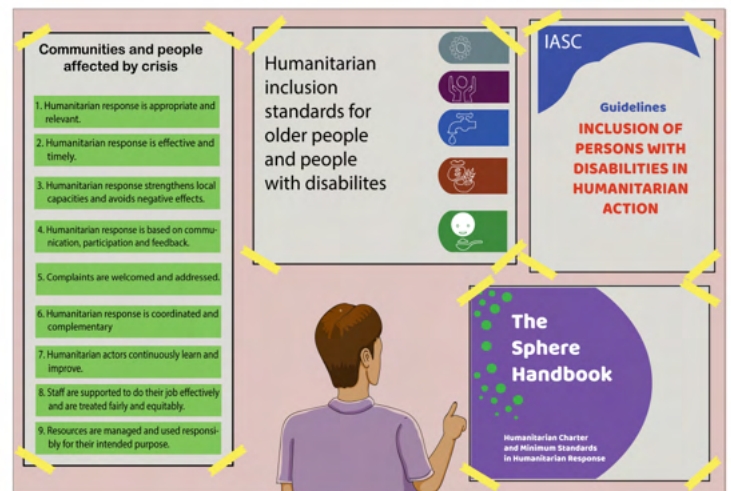 Communities and people
affected by crisis
1. Humanitarian response is appropriate and
relevant.
2. Humanitarian response is effective and
timely.
3. Humanitarian response strengthens local
capacities and avoids negative effects.
4. Humanitarian response is based on commu-
nication, participation and feedback.
5. Complaints are welcomed and addressed.
6. Humanitarian response is coordinated and
complementary
7. Humanitarian actors continuously learn and
improve.
8. Staff are supported to do their job effectively
and are treated fairly and equitably.
9. Resources are managed and used responsi-
bly for their intended purpose.
Humanitarian
inclusion
standards for
older people
and people
with disabilites
IASC
Guidelines
INCLUSION OF
PERSONS WITH
DISABILITIES IN
HUMANITARIAN
ACTION
The
Sphere
Handbook
Humanitarian Charter
and Minimum Standards
in Humanitarian Response